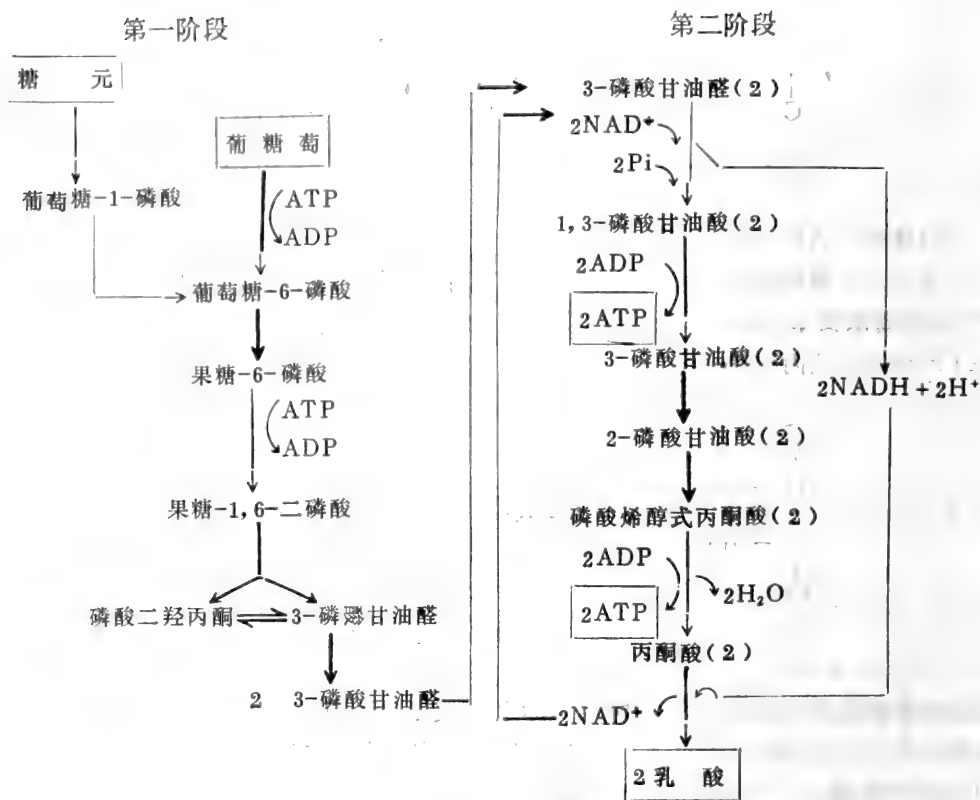 第一阶段
糖 元
葡 糖 萄
ATP
葡萄糖-1-磷酸
ADP
葡萄糖-6-磷酸
果糖-6-磷酸
ATP
ADP
果糖-1,6-二磷酸
磷酸二羟丙酮
3-磷酸甘油醛
2 3-磷酸甘油醛
第二阶段
3-磷酸甘油醛(2)
2NAD+
2Pi
1,3-磷酸甘油酸(2)
2ADP
2ATP
3-磷酸甘油酸(2)
2NADH+2H+
2-磷酸甘油酸(2)
磷酸烯醇式丙酮酸(2)
2ADP
2H₂O
2ATP
丙酮酸(2)
2NAD+
2乳 酸